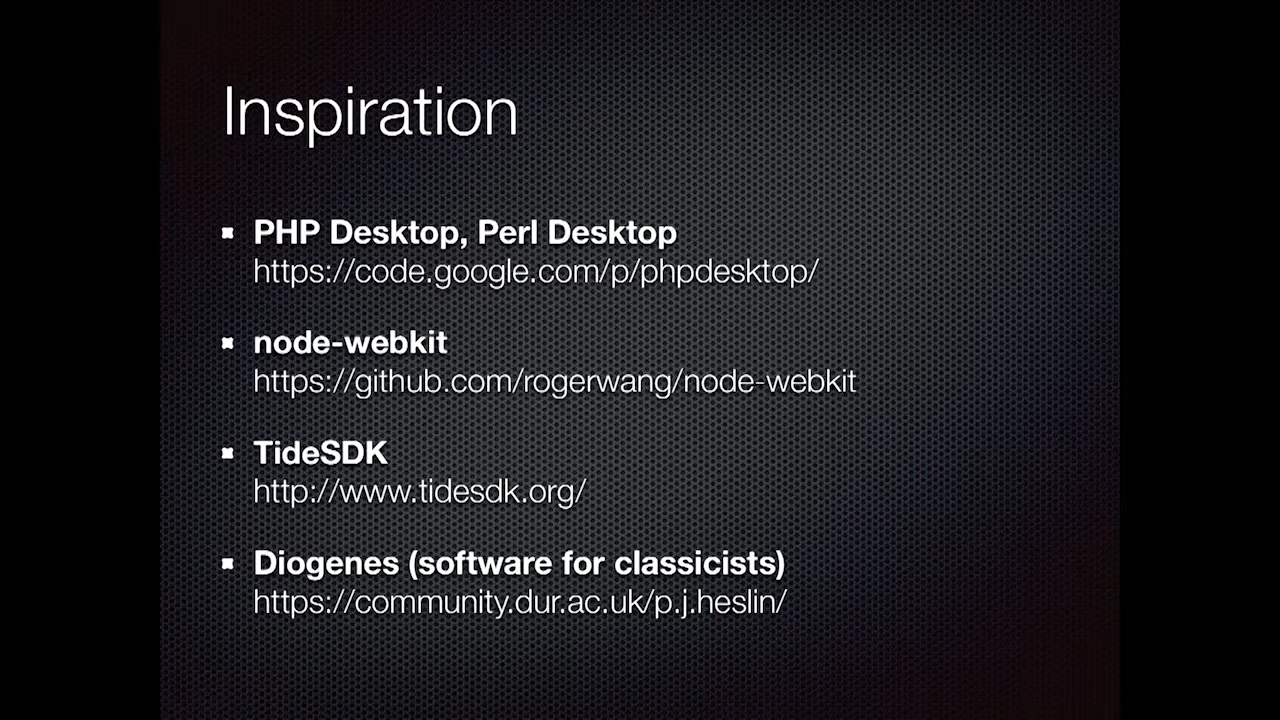 Inspiration
PHP Desktop, Perl Desktop
https://code.google.com/p/phpdesktop/
node-webkit
https://github.com/rogerwang/node-webkit
TideSDK
http://www.tidesdk.org/
Diogenes (software for classicists)
https://community.dur.ac.uk/p.j.heslin/